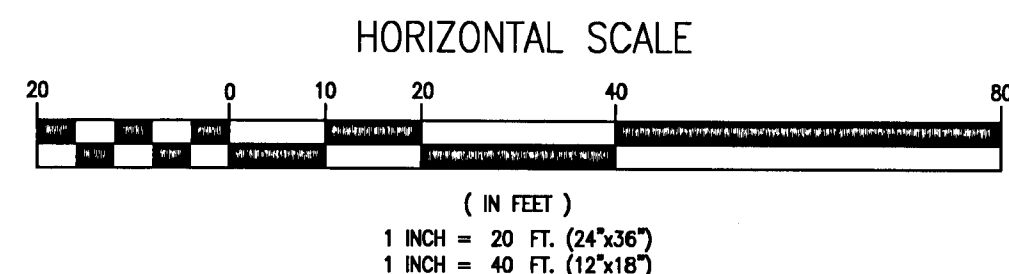 HORIZONTAL SCALE
20 0 10 20 40 80
( IN FEET )
1 INCH = 20 FT. (24"x36")
1 INCH = 40 FT. (12"x18")